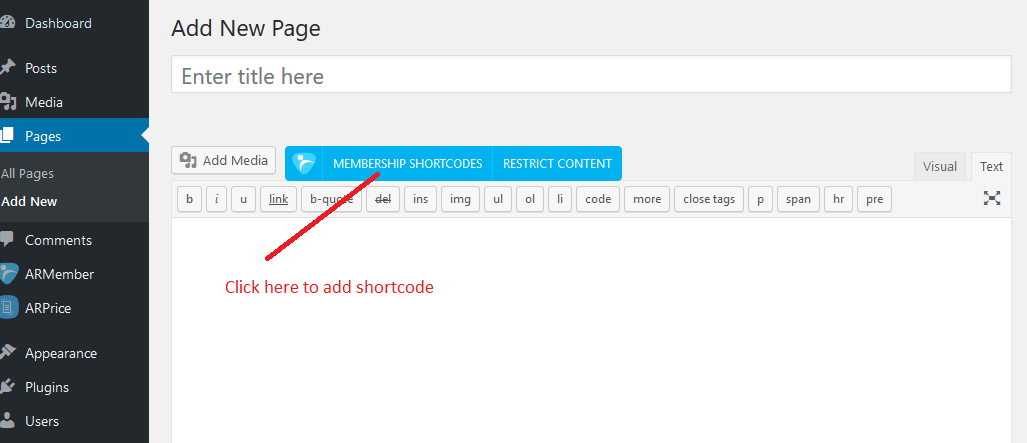 Dashboard
Posts
Media
Pages
All Pages
Add New
Comments
ARMember
ARPrice
Appearance
Plugins
Users
Add New Page
Enter title here
Add Media
MEMBERSHIP SHORTCODES
RESTRICT CONTENT
Visual
Text
b i u link b-quote del ins img ul ol li code more close tags p span hr pre
Click here to add shortcode